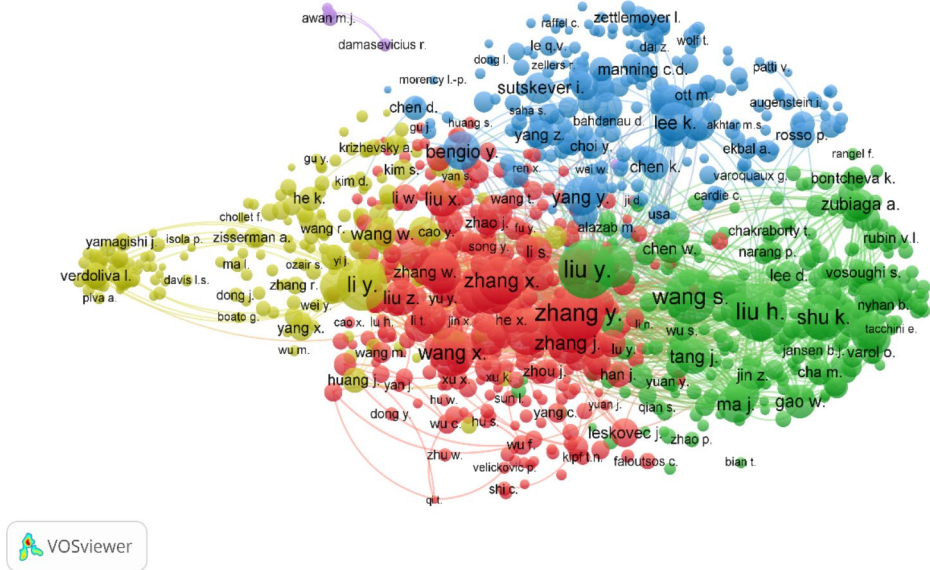 awan m.j.
damasevicius r.
raffel c.
zettlemoyer l.
le q.v.
dai z.
wolf t.
dong l.
zellers r.
manning c.d.
patti v.
morency l.-p.
sutskever i.
ott m.
augenstein i.
chen d.
saha s.
bahdanau d.
lee k.
akhtar m.s.
rosso p.
gu j.
huang s.
yang z.
choi y.
ekbal a.
krizhevsky a.
bengio y.
rangel f.
gu y.
kim s.
yan s.
ren x.
wei w.
chen k.
varoquaux g.
bontcheva k.
kim d.
he k.
li w.
liu x.
wang t.
yang y.
ji d.
cardie c.
zubiaga a.
chollet f.
wang r.
zhao j.
fu y.
alazab m.
usa.
chakraborty t.
yamagishi j.
isola p.
zisserman a.
wang w.
cao y.
song y.
li s.
chen w.
narang p.
rubin v.l.
verdoliva l.
davis l.s.
ma l.
ozair s.
yi j.
zhang w.
zhang x.
liu y.
lee d.
vosoughi s.
piva a.
dong j.
zhang r.
li y.
liu z.
yu y.
wang s.
liu h.
shu k.
nyhan b.
boato g.
wei y.
yang x.
cao x.
lu h.
li t.
jin x.
he x.
zhang y.
li n.
wu s.
tacchini e.
wu m.
wang m.
wang x.
zhang j.
lu y.
tang j.
jansen b.j.
varol o.
huang j.
yan j.
xu x.
xu k.
zhou j.
han j.
yuan y.
jin z.
cha m.
hu w.
sun l.
dong y.
wu c.
hu s.
yang c.
yuan j.
qian s.
ma j.
gao w.
zhu w.
wu f.
leskovec j.
zhao p.
velickovic p.
kipf t.n.
faloutsos c.
bian t.
qi t.
shi c.
VOSviewer